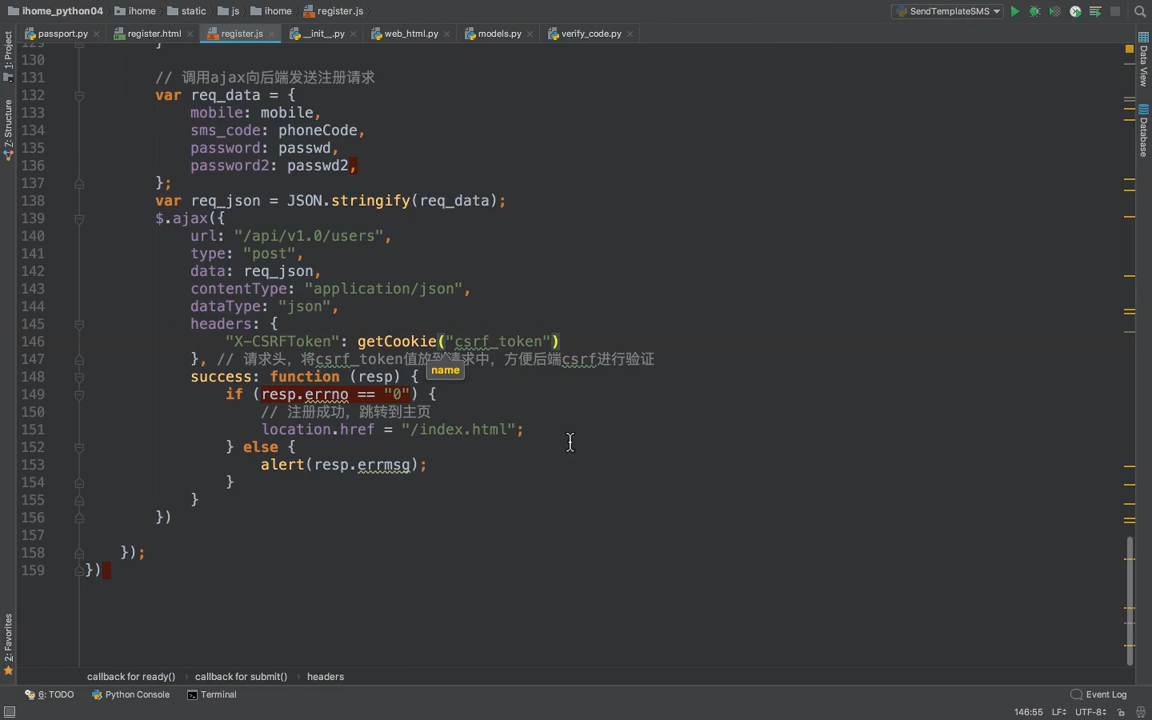 ihome_python04 ihome static js ihome register.js SendTemplateSMS
passport.py register.html register.js __init__.py web_html.py models.py verify_code.py
1: Project
Z: Structure
2: Favorites
Data View
Database
130
131 // 调用ajax向后端发送注册请求
132 var req_data = {
133 mobile: mobile,
134 sms_code: phoneCode,
135 password: passwd,
136 password2: passwd2,
137 };
138 var req_json = JSON.stringify(req_data);
139 $.ajax({
140 url: "/api/v1.0/users",
141 type: "post",
142 data: req_json,
143 contentType: "application/json",
144 dataType: "json",
145 headers: {
146 "X-CSRFToken": getCookie("csrf_token")
147 }, // 请求头，将csrf_token值放到请求中，方便后端csrf进行验证
name
148 success: function (resp) {
149 if (resp.errno == "0") {
150 // 注册成功，跳转到主页
151 location.href = "/index.html";
152 } else {
153 alert(resp.errmsg);
154 }
155 }
156 })
157
158 });
159 })
callback for ready() callback for submit() headers
6: TODO Python Console Terminal Event Log
146:55 LF UTF-8